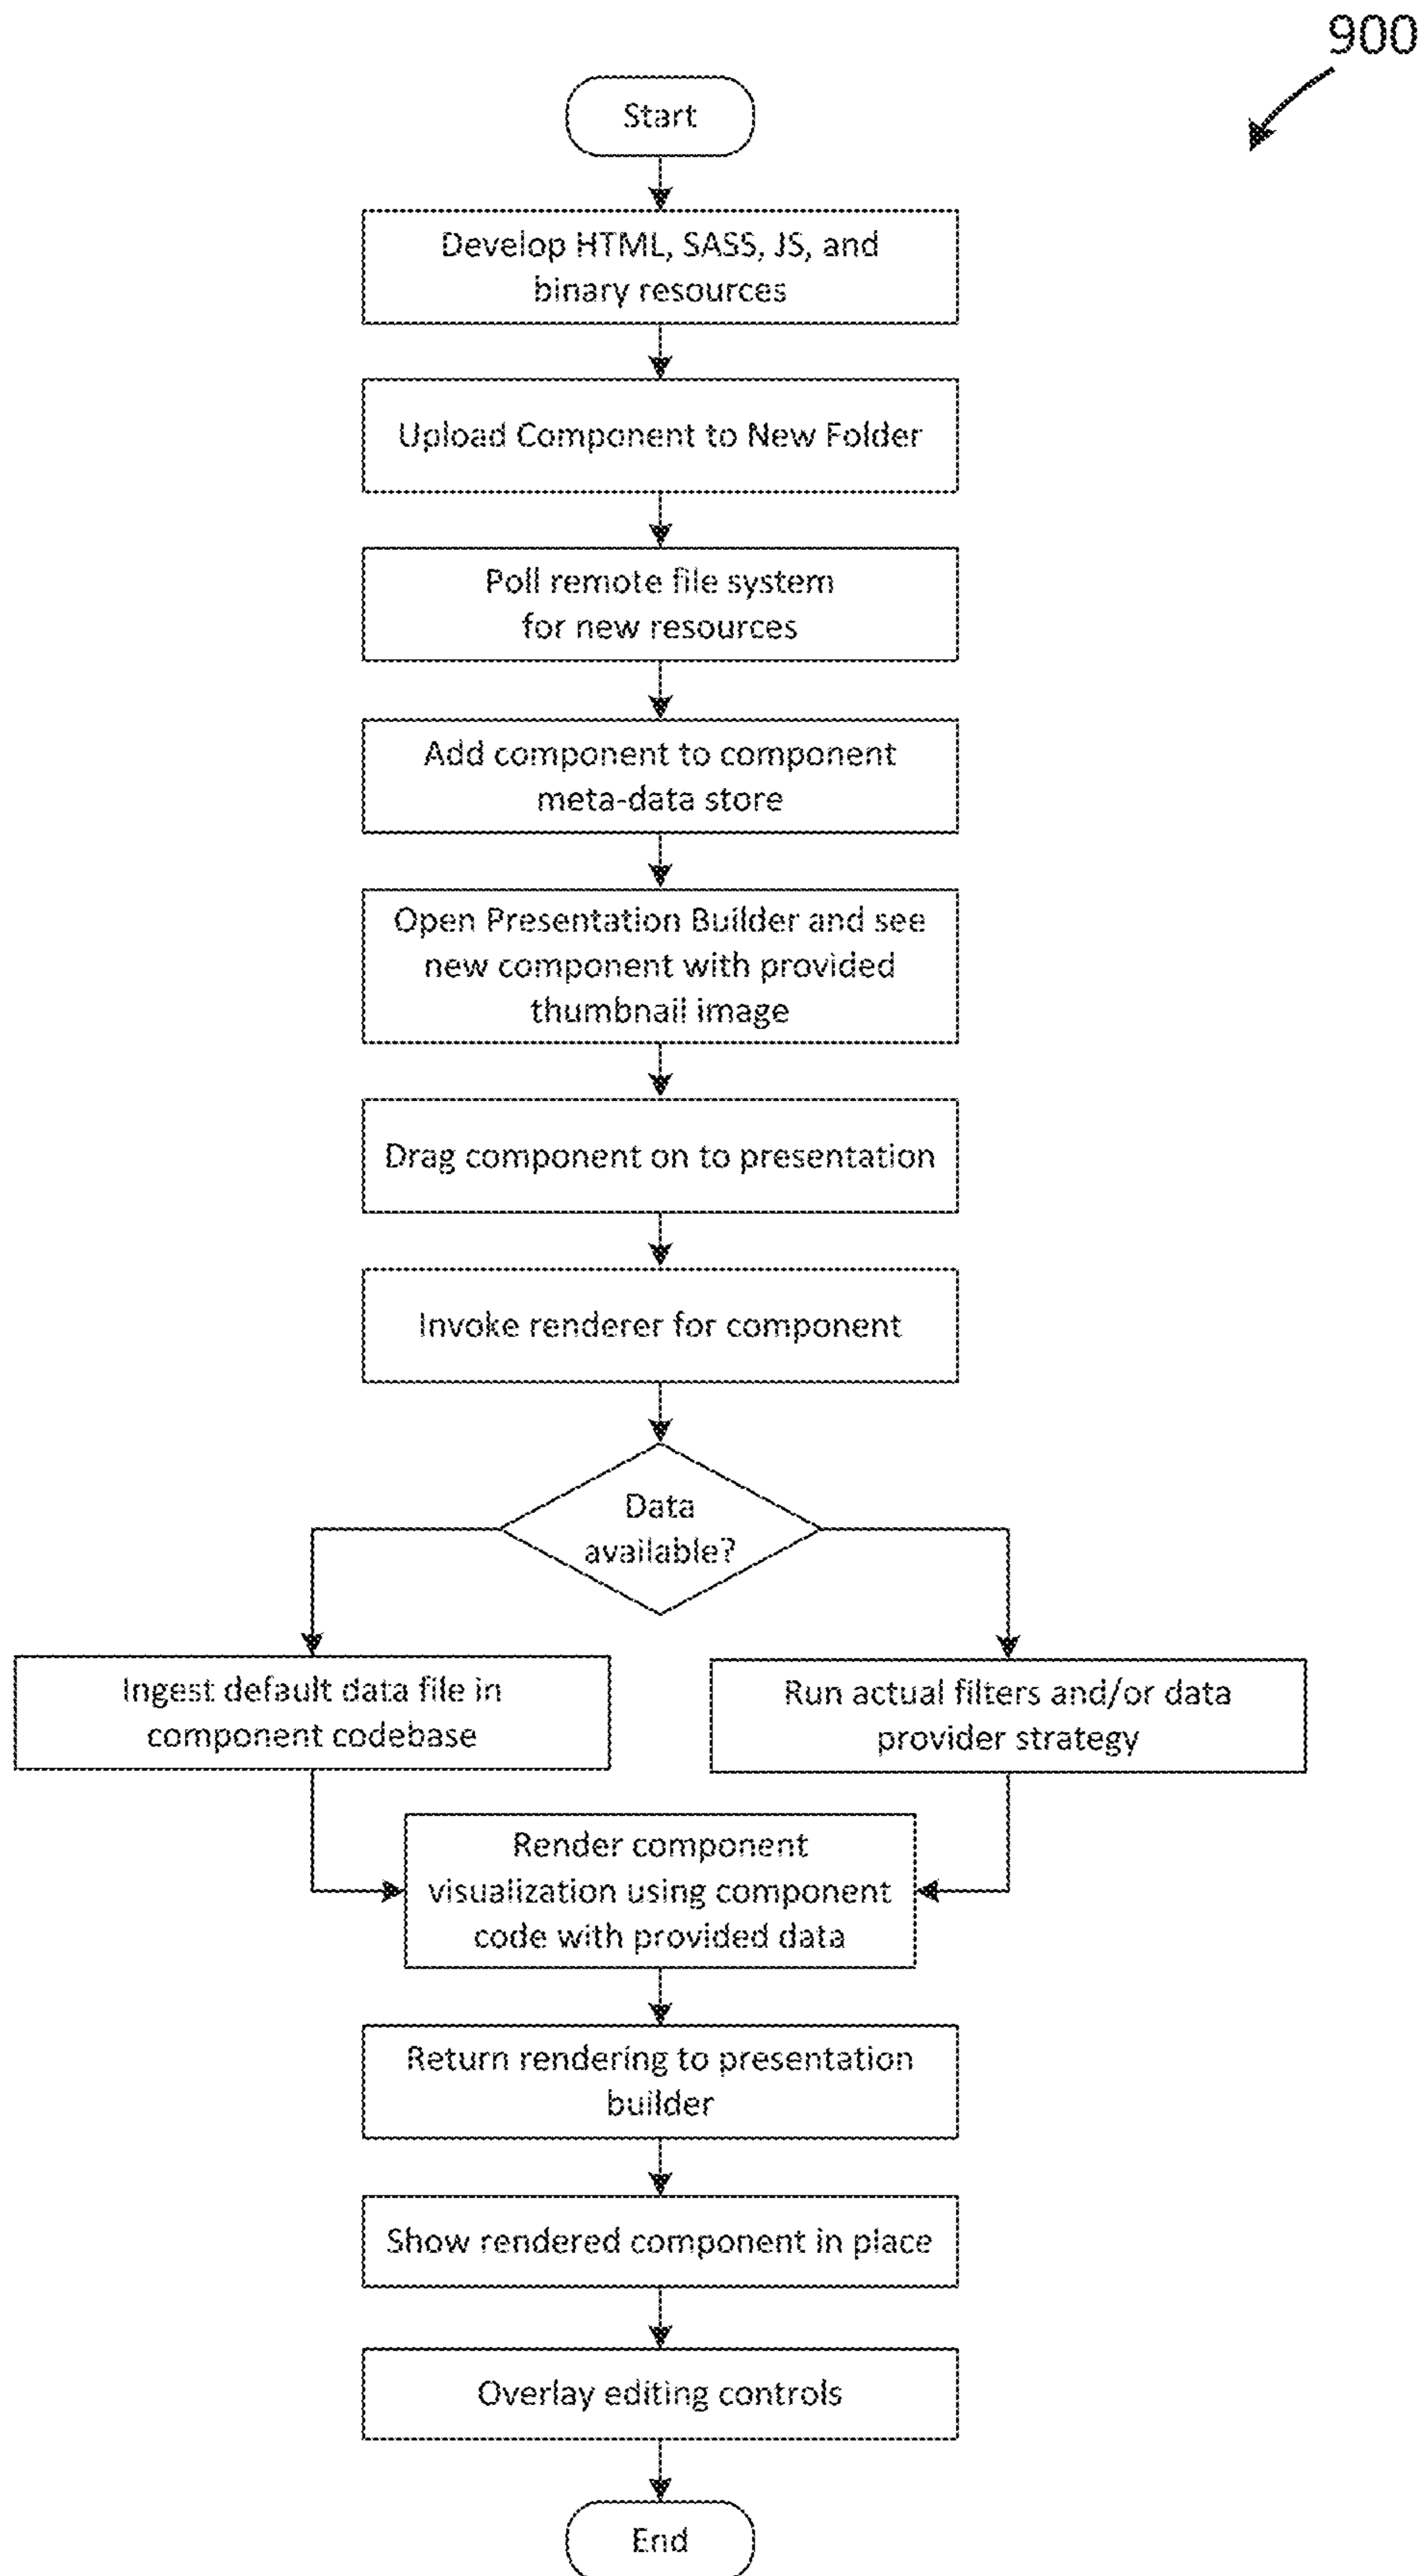 900
Start
Develop HTML, SASS, JS, and
binary resources
Upload Component to New Folder
Poll remote file system
for new resources
Add component to component
meta-data store
Open Presentation Builder and see
new component with provided
thumbnail image
Drag component on to presentation
Invoke renderer for component
Data
available?
Ingest default data file in
component codebase
Run actual filters and/or data
provider strategy
Render component
visualization using component
code with provided data
Return rendering to presentation
builder
Show rendered component in place
Overlay editing controls
End